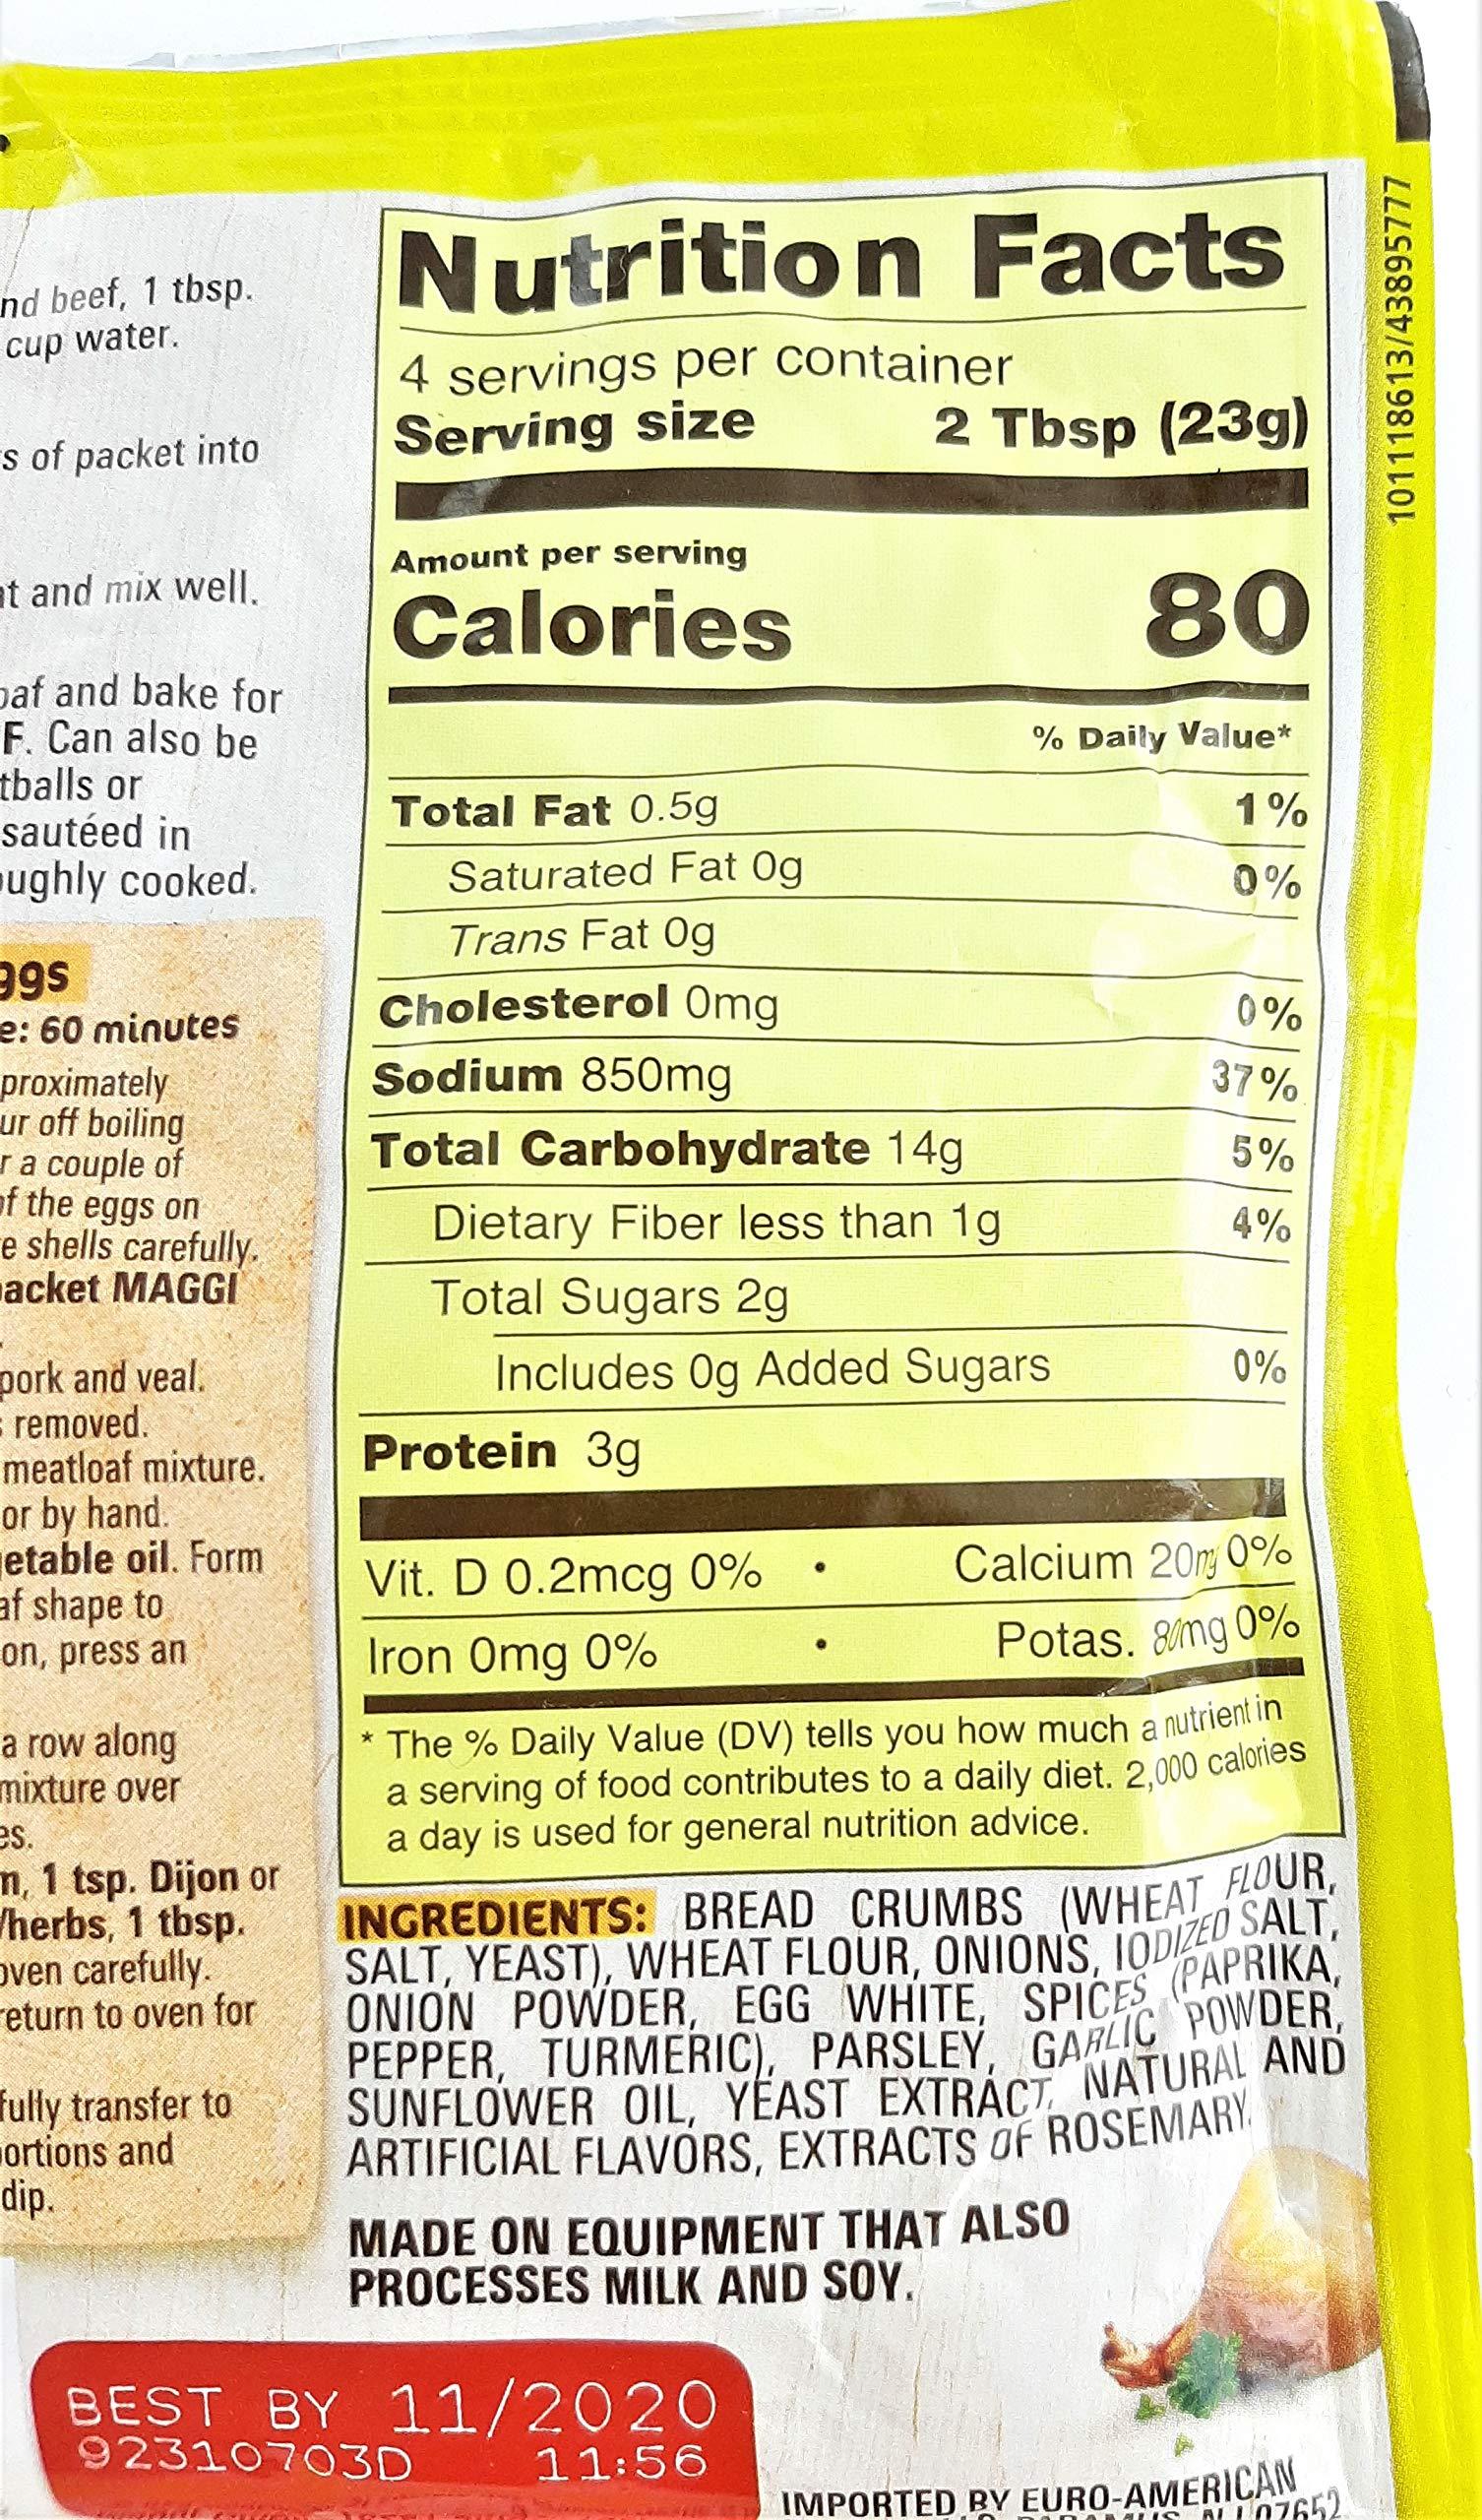 nd beef, 1 tbsp.
cup water.
s of packet into
t and mix well.
af and bake for
F. Can also be
tballs or
sautéed in
ughly cooked.
ggs
e: 60 minutes
proximately
ur off boiling
r a couple of
of the eggs on
e shells carefully.
acket MAGGI
pork and veal.
removed.
meatloaf mixture.
or by hand.
etable oil. Form
af shape to
on, press an
a row along
mixture over
es.
n, 1 tsp. Dijon or
/herbs, 1 tbsp.
oven carefully.
return to oven for
fully transfer to
ortions and
dip.
Nutrition Facts
4 servings per container
Serving size 2 Tbsp (23g)
Amount per serving
Calories 80
% Daily Value*
Total Fat 0.5g 1%
Saturated Fat 0g 0%
Trans Fat 0g
Cholesterol 0mg 0%
Sodium 850mg 37%
Total Carbohydrate 14g 5%
Dietary Fiber less than 1g 4%
Total Sugars 2g
Includes 0g Added Sugars 0%
Protein 3g
Vit. D 0.2mcg 0% • Calcium 20mg 0%
Iron 0mg 0% • Potas. 80mg 0%
* The % Daily Value (DV) tells you how much a nutrient in
a serving of food contributes to a daily diet. 2,000 calories
a day is used for general nutrition advice.
INGREDIENTS: BREAD CRUMBS (WHEAT FLOUR,
SALT, YEAST), WHEAT FLOUR, ONIONS, IODIZED SALT,
ONION POWDER, EGG WHITE, SPICES (PAPRIKA,
PEPPER, TURMERIC), PARSLEY, GARLIC POWDER,
SUNFLOWER OIL, YEAST EXTRACT, NATURAL AND
ARTIFICIAL FLAVORS, EXTRACTS OF ROSEMARY.
MADE ON EQUIPMENT THAT ALSO
PROCESSES MILK AND SOY.
BEST BY 11/2020
92310703D 11:56
IMPORTED BY EURO-AMERICAN
07652
101118613/43895777